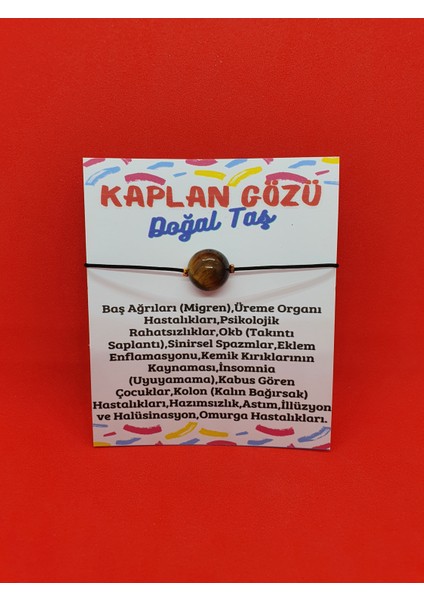 KAPLAN GÖZÜ
Doğal Taş
Baş Ağrıları (Migren),Üreme Organı
Hastalıkları,Psikolojik
Rahatsızlıklar,Okb (Takıntı
Saplantı),Sinirsel Spazmlar,Eklem
Enflamasyonu,Kemik Kırıklarının
Kaynaması,İnsomnia
(Uyuyamama),Kabus Gören
Çocuklar,Kolon (Kalın Bağırsak)
Hastalıkları,Hazımsızlık,Astım,İllüzyon
ve Halüsinasyon,Omurga Hastalıkları.